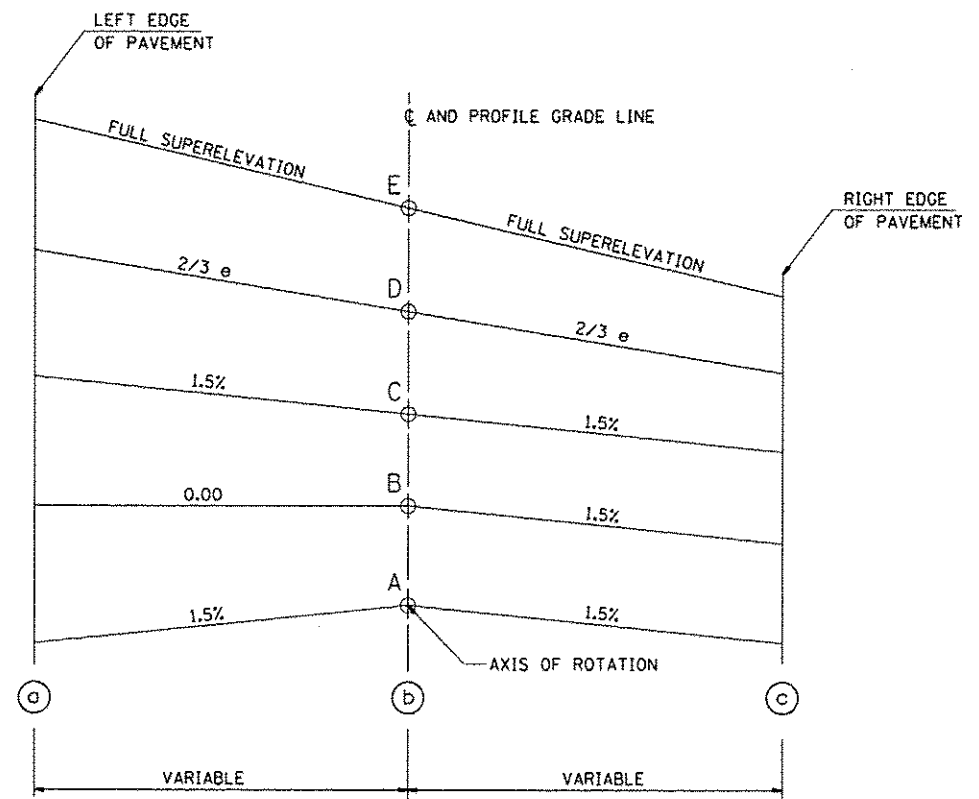 LEFT EDGE
OF PAVEMENT
℄ AND PROFILE GRADE LINE
FULL SUPERELEVATION
E
RIGHT EDGE
OF PAVEMENT
FULL SUPERELEVATION
2/3 e
D
2/3 e
1.5%
C
1.5%
0.00
B
1.5%
A
1.5%
1.5%
AXIS OF ROTATION
a
b
c
VARIABLE
VARIABLE